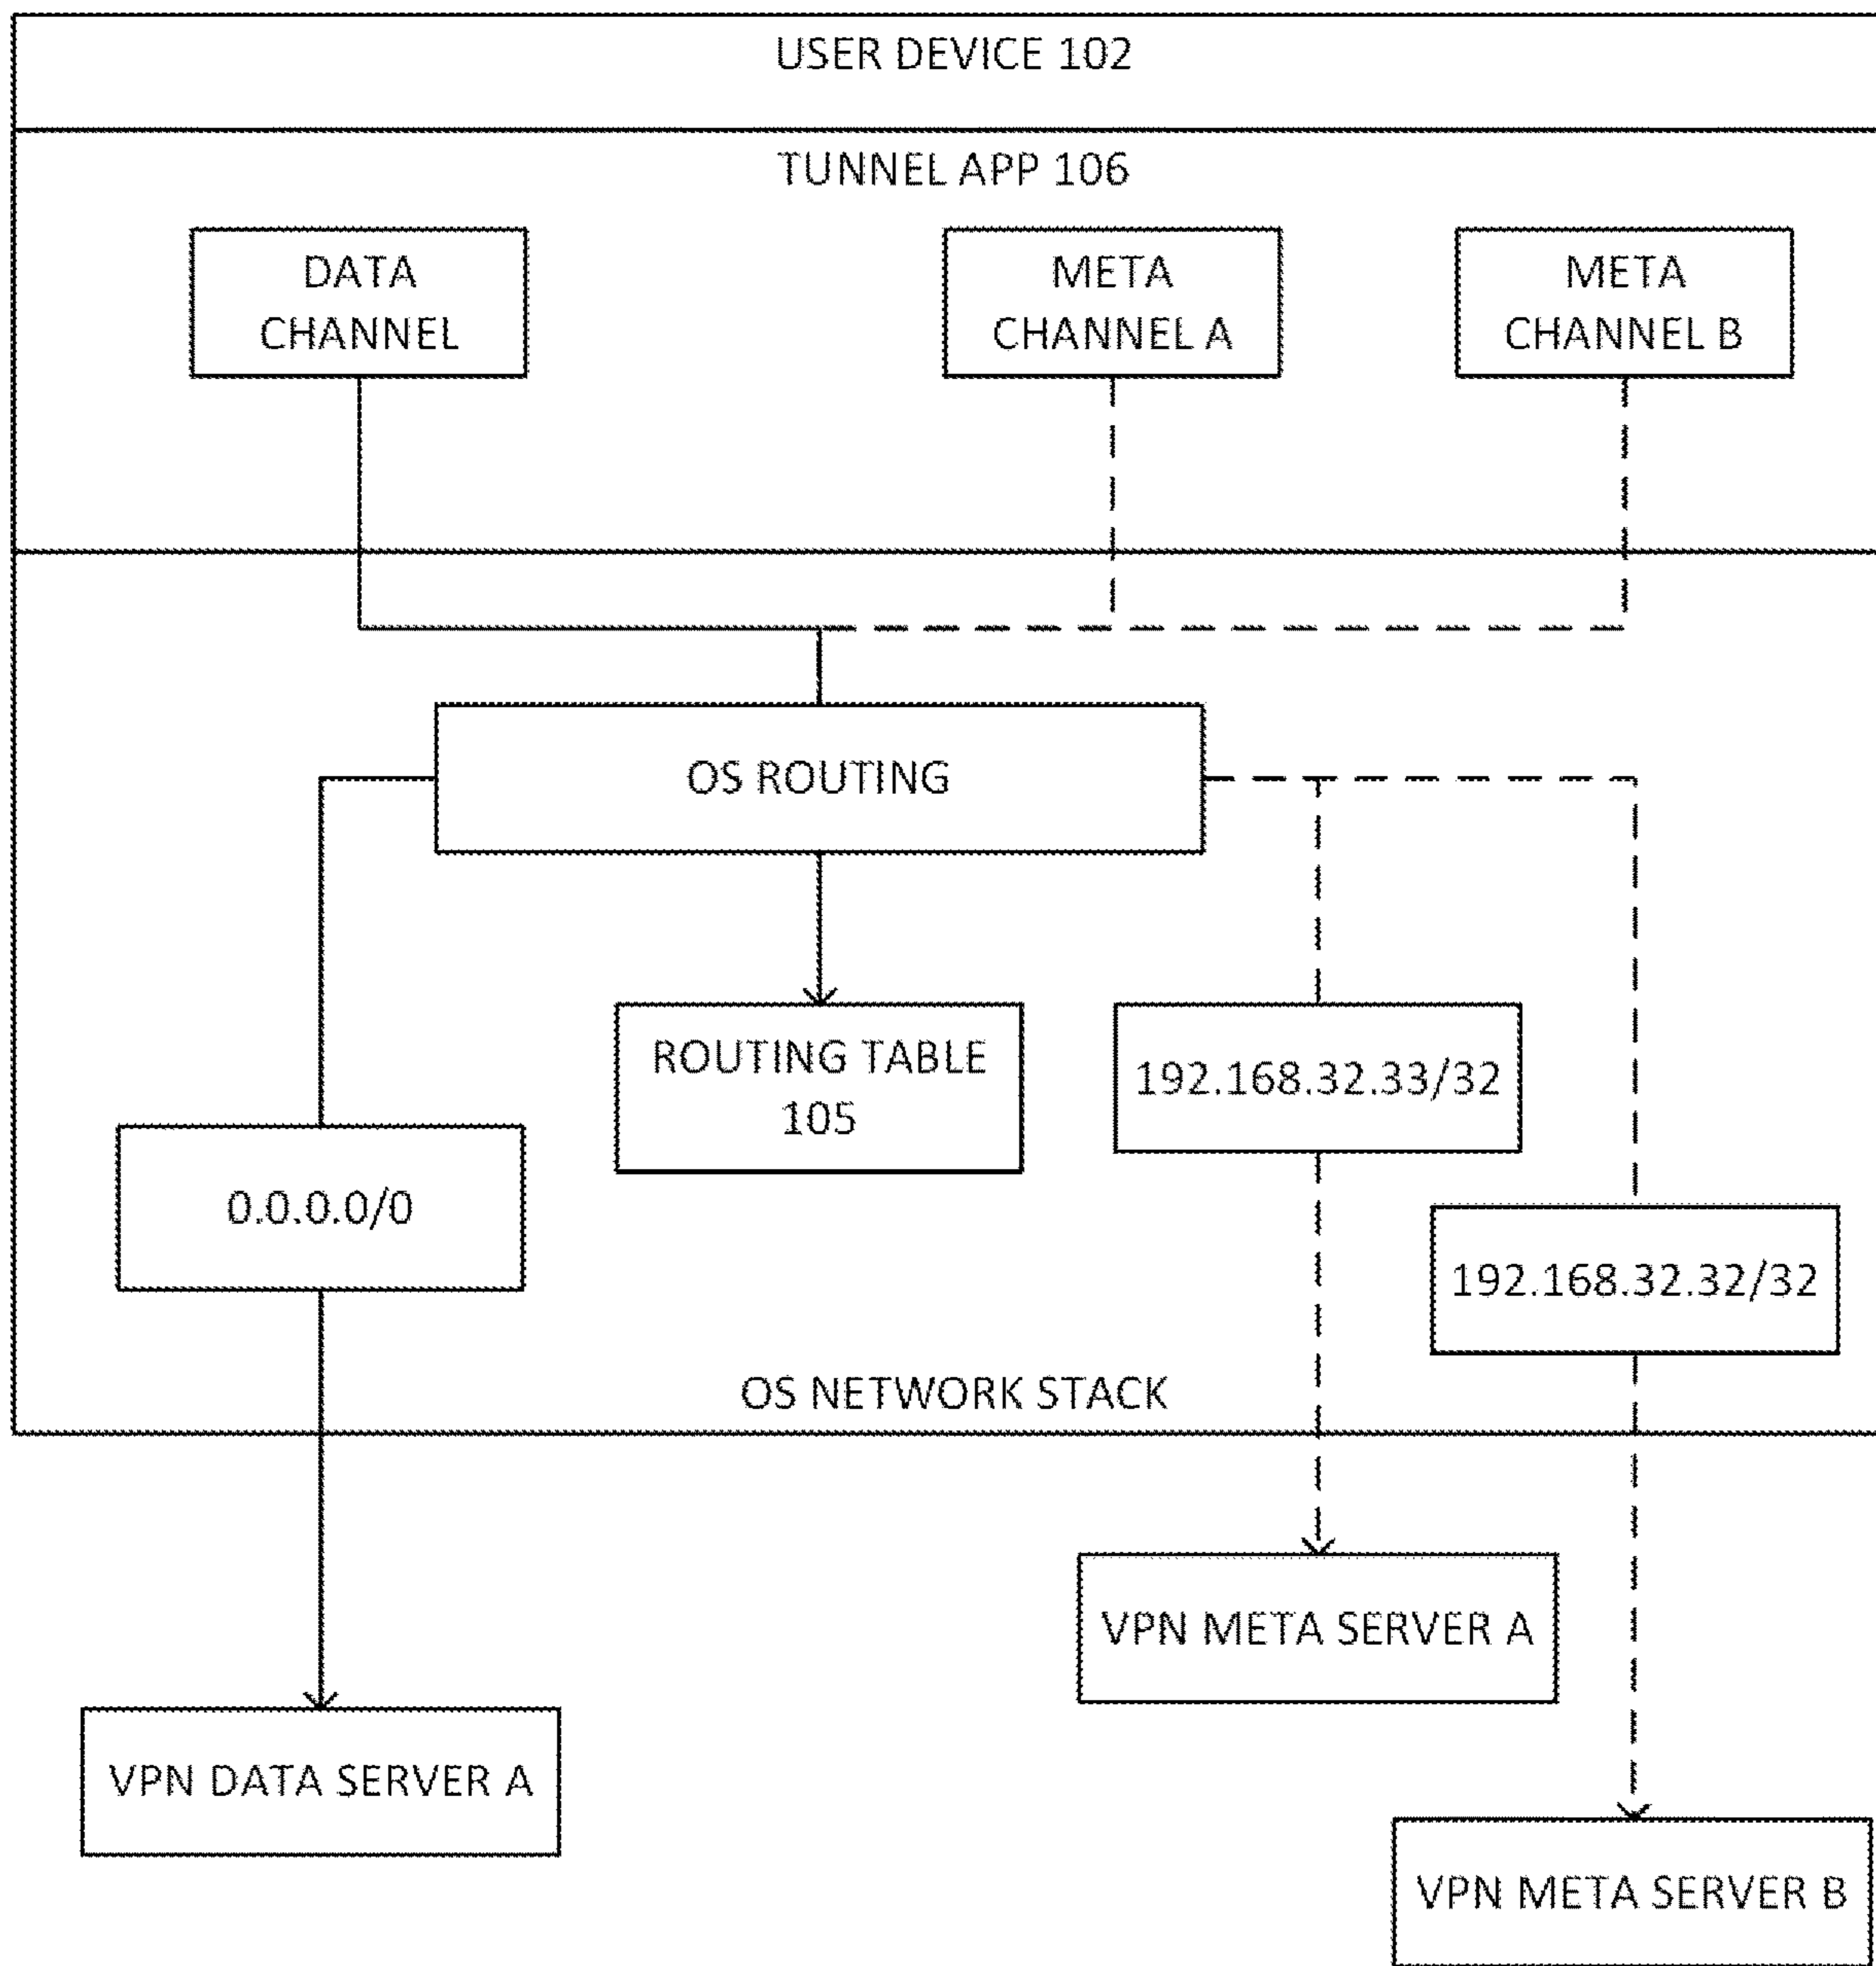 USER DEVICE 102
TUNNEL APP 106
DATA
CHANNEL
META
CHANNEL A
META
CHANNEL B
OS ROUTING
ROUTING TABLE
105
192.168.32.33/32
0.0.0.0/0
192.168.32.32/32
OS NETWORK STACK
VPN META SERVER A
VPN DATA SERVER A
VPN META SERVER B